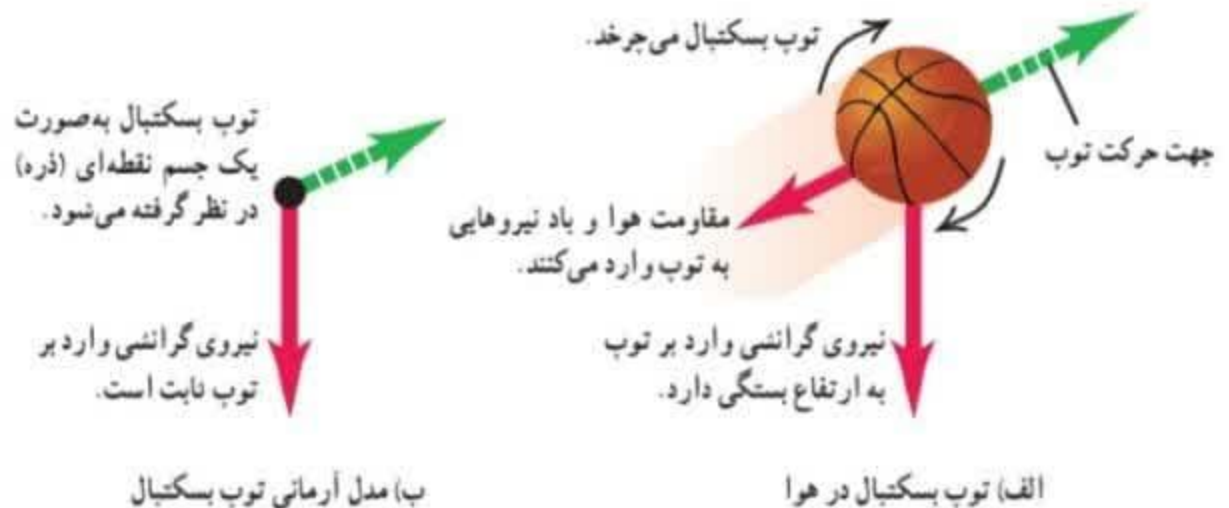 توپ بسکتبال می‌چرخد.
جهت حرکت توپ
مقاومت هوا و باد نیروهایی
به توپ وارد می‌کنند.
نیروی گرانشی وارد بر توپ
به ارتفاع بستگی دارد.
الف) توپ بسکتبال در هوا
توپ بسکتبال به‌صورت
یک جسم نقطه‌ای (ذره)
در نظر گرفته می‌شود.
نیروی گرانشی وارد بر
توپ ثابت است.
ب) مدل آرمانی توپ بسکتبال